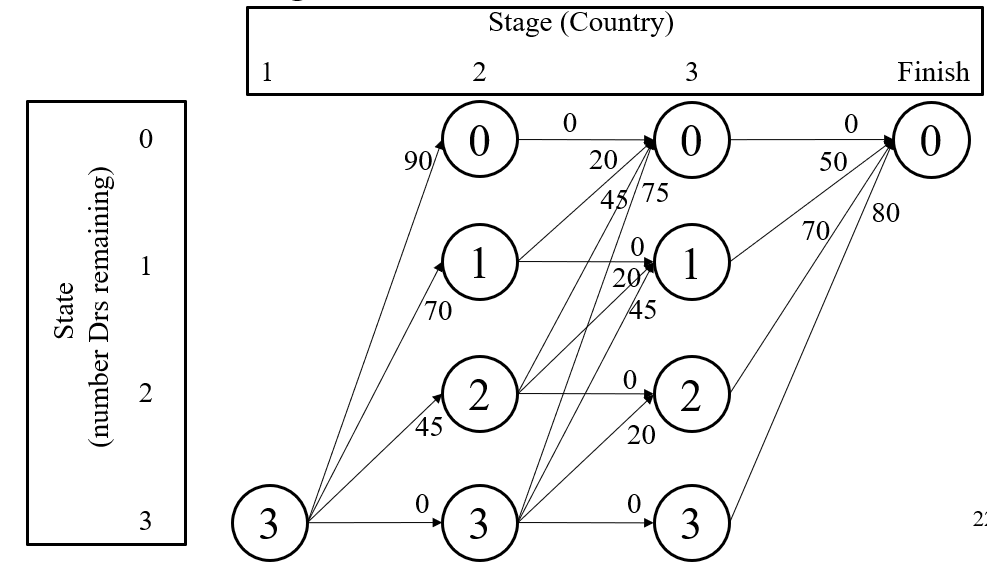 Stage (Country)
1 2 3 Finish
State
(number Drs remaining)
0
1
2
3
0 0 0 0
90 20 50
45 75
80
70
1 0 1
20
70 45
2 0 2
45 20
3 0 3 0 3
0